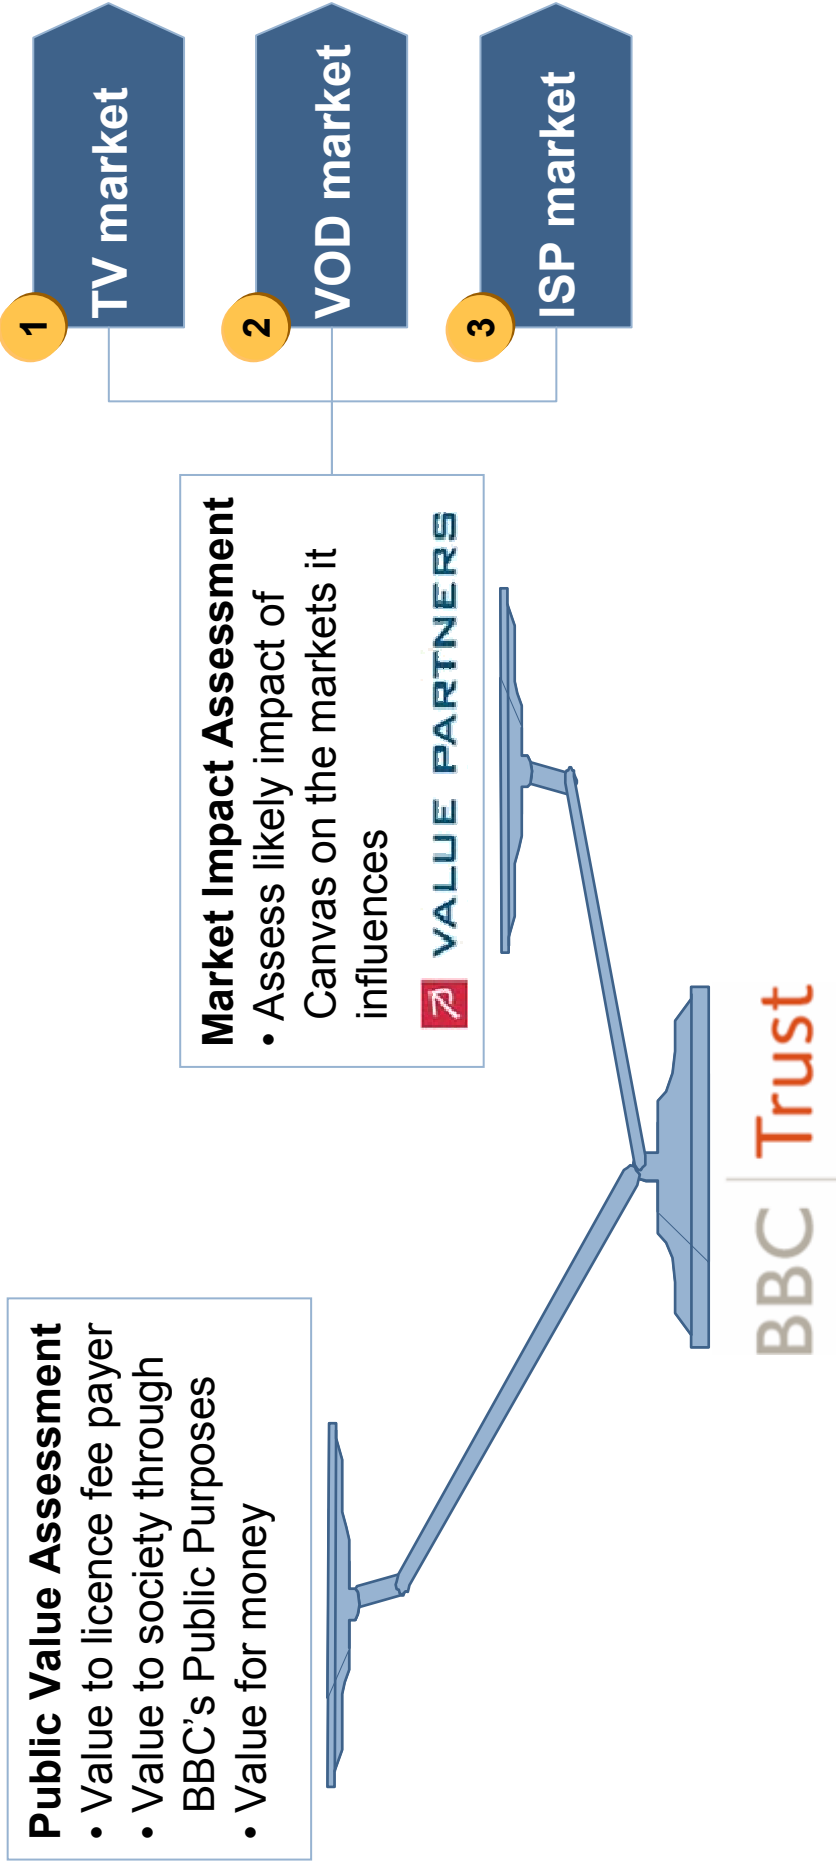 Public Value Assessment
• Value to licence fee payer
• Value to society through
BBC's Public Purposes
• Value for money
Market Impact Assessment
• Assess likely impact of
Canvas on the markets it
influences
VALUE PARTNERS
1
TV market
2
VOD market
3
ISP market
BBC Trust